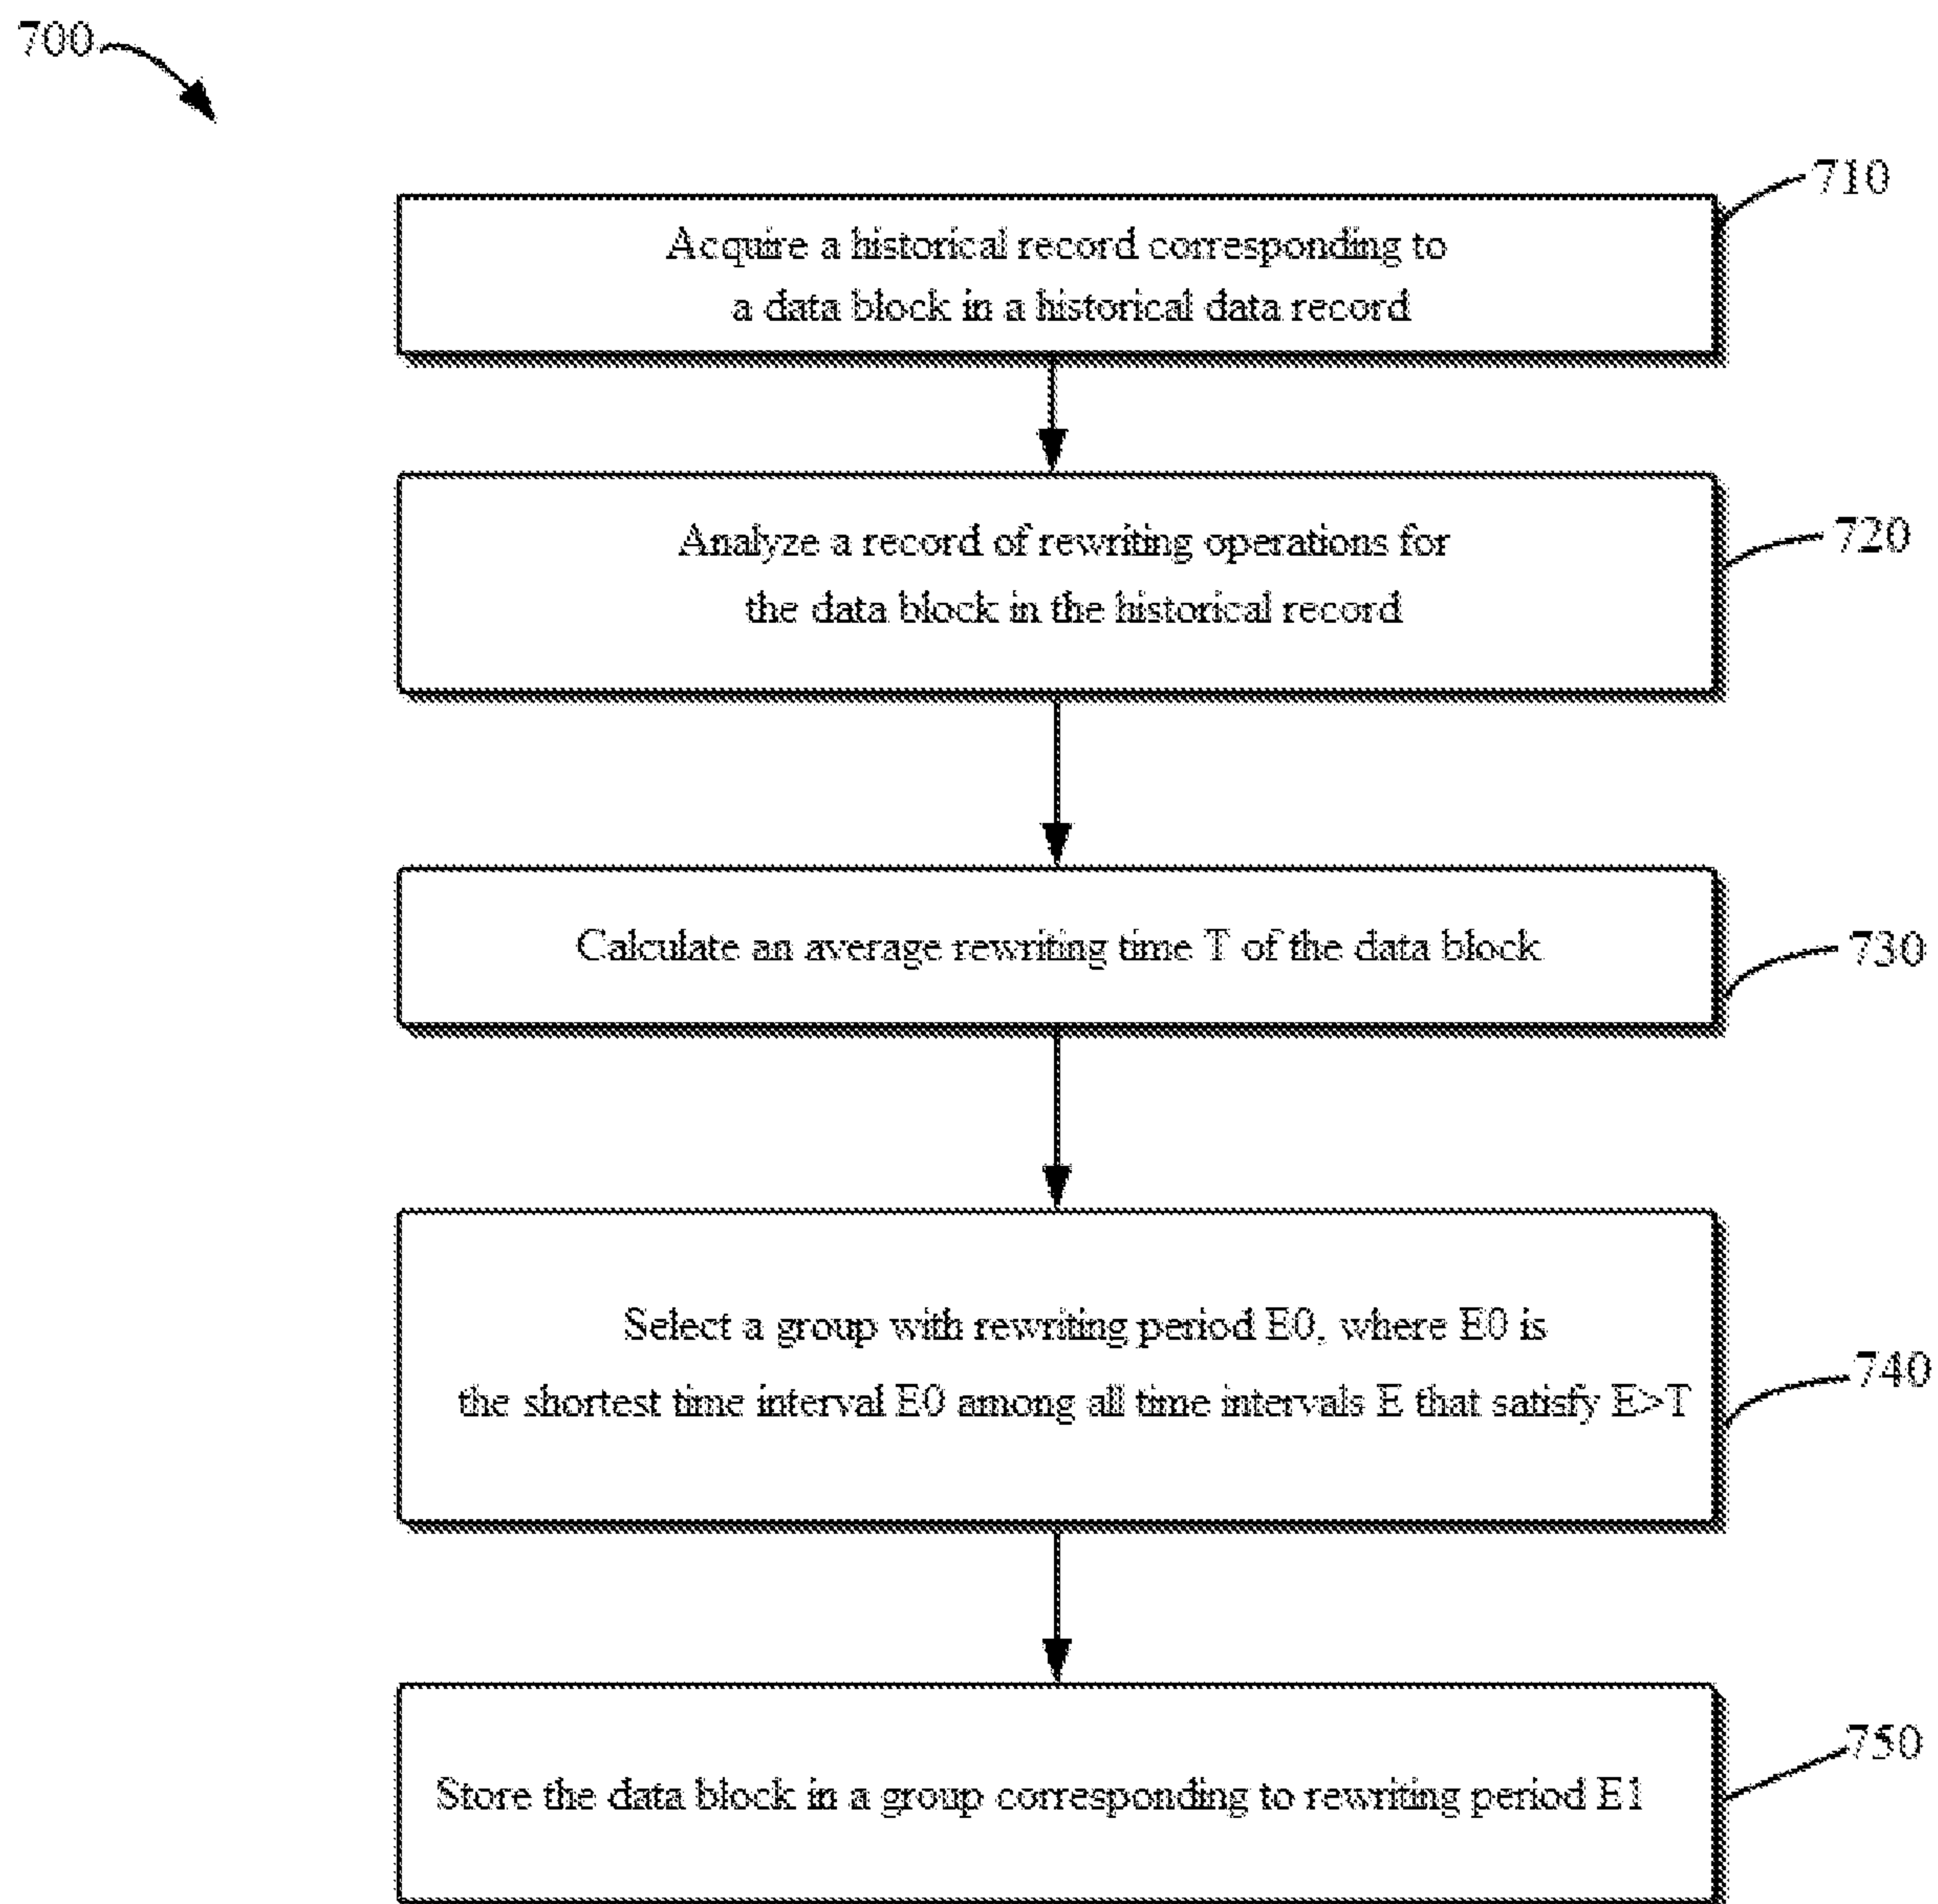 700
710
Acquire a historical record corresponding to
a data block in a historical data record
720
Analyze a record of rewriting operations for
the data block in the historical record
730
Calculate an average rewriting time T of the data block
Select a group with rewriting period E0, where E0 is
740
the shortest time interval E0 among all time intervals E that satisfy E>T
750
Store the data block in a group corresponding to rewriting period E1